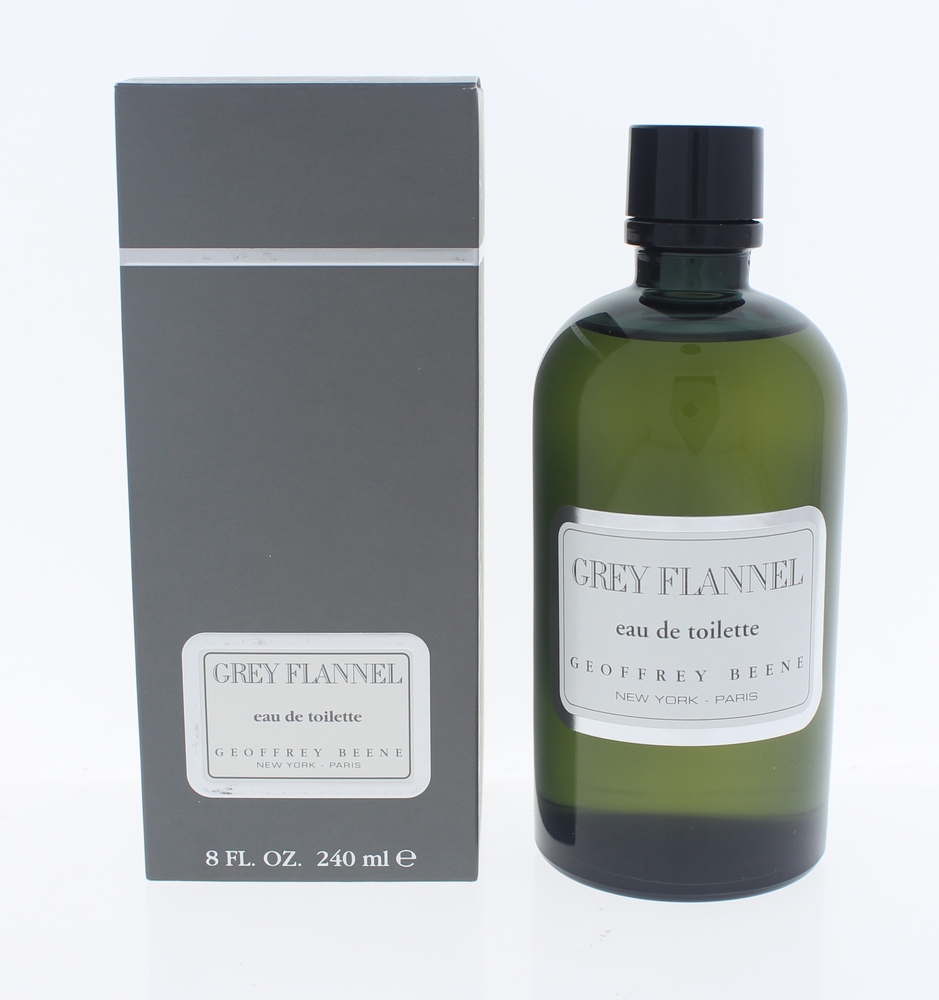 GREY FLANNEL
eau de toilette
GEOFFREY BEENE
NEW YORK - PARIS
8 FL. OZ. 240 ml ℮
GREY FLANNEL
eau de toilette
GEOFFREY BEENE
NEW YORK - PARIS